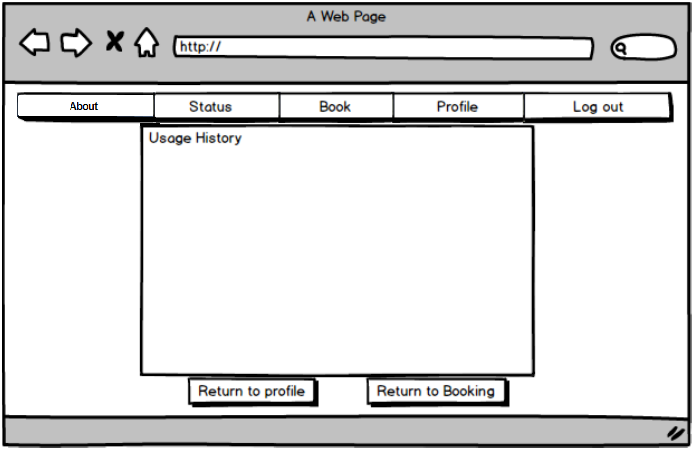 A Web Page
http://
About Status Book Profile Log out
Usage History
Return to profile Return to Booking